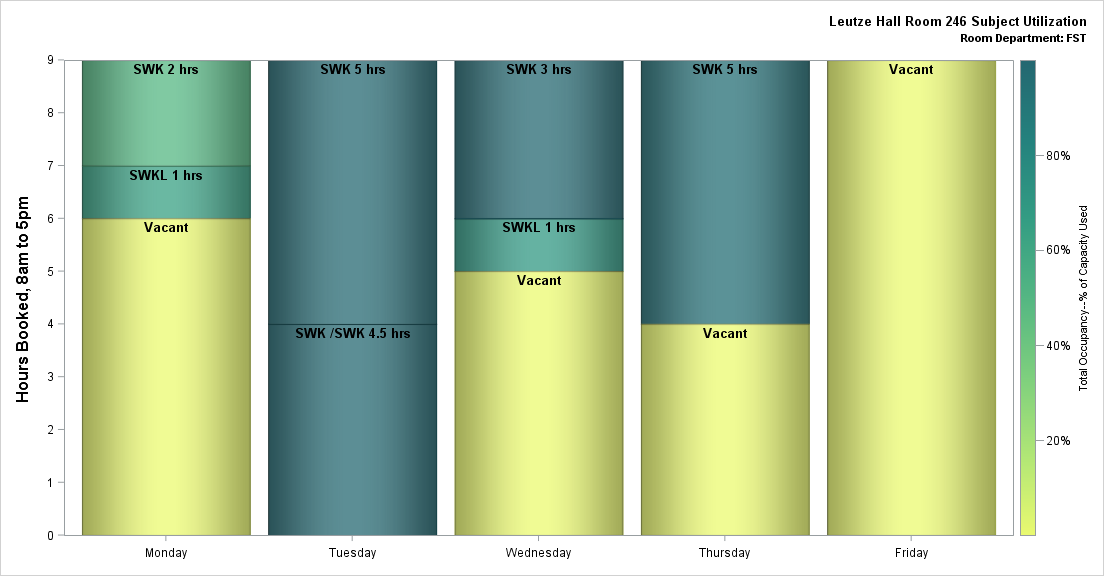 Leutze Hall Room 246 Subject Utilization
Room Department: FST
Hours Booked, 8am to 5pm
9
8
7
6
5
4
3
2
1
0
SWK 2 hrs
SWKL 1 hrs
Vacant
SWK 5 hrs
SWK /SWK 4.5 hrs
SWK 3 hrs
SWKL 1 hrs
Vacant
SWK 5 hrs
Vacant
Vacant
Monday
Tuesday
Wednesday
Thursday
Friday
80%
60%
40%
20%
Total Occupancy--% of Capacity Used